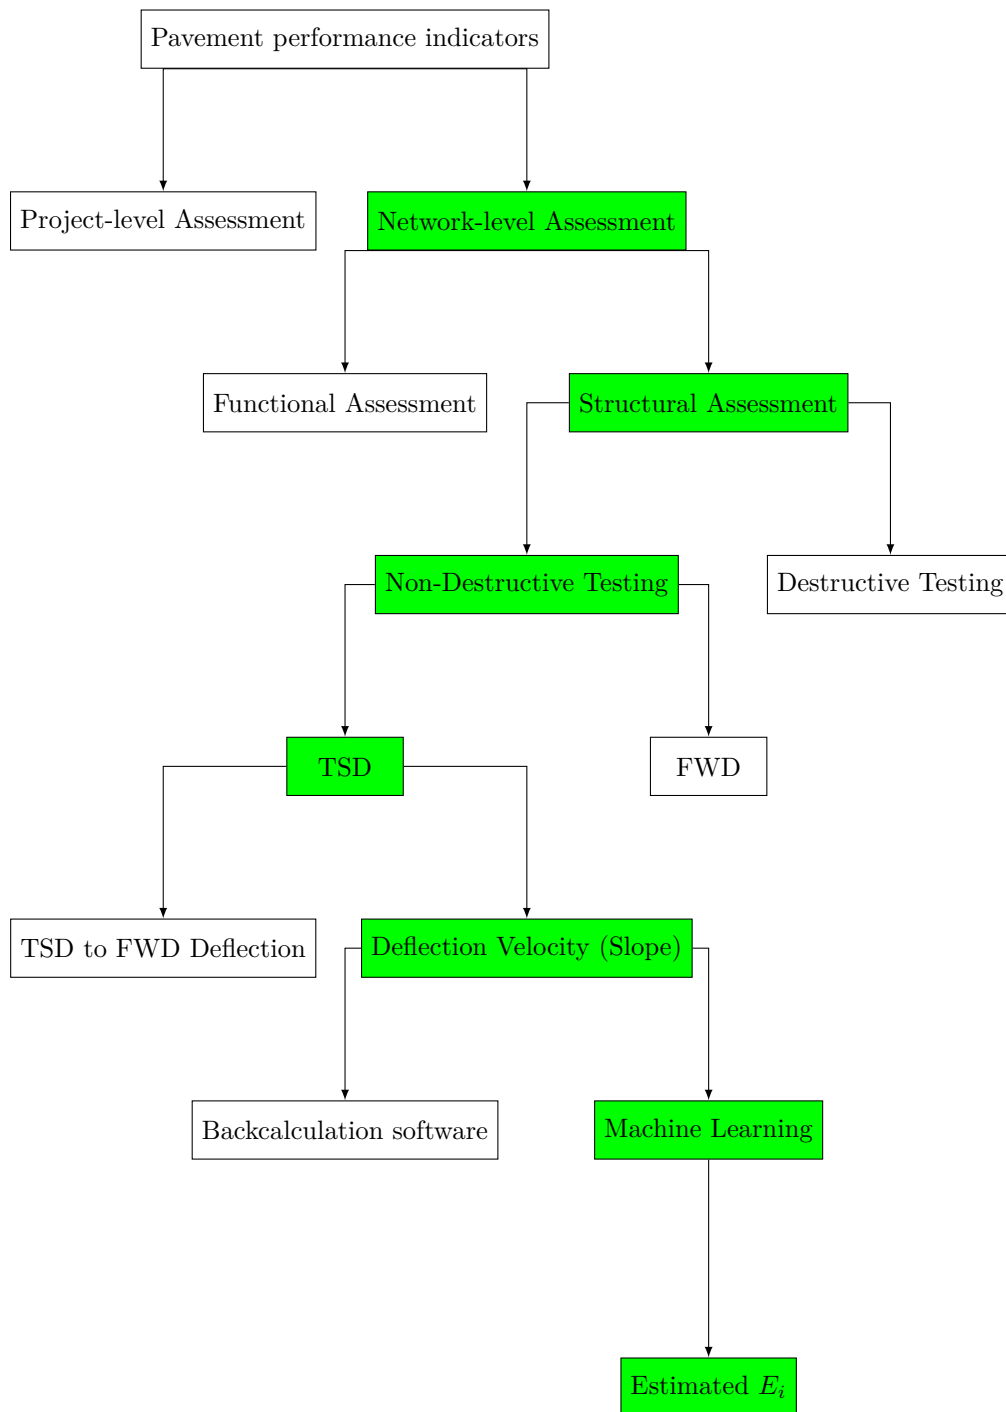 Pavement performance indicators
Project-level Assessment
Network-level Assessment
Functional Assessment
Structural Assessment
Non-Destructive Testing
Destructive Testing
TSD
FWD
TSD to FWD Deflection
Deflection Velocity (Slope)
Backcalculation software
Machine Learning
Estimated $E_i$